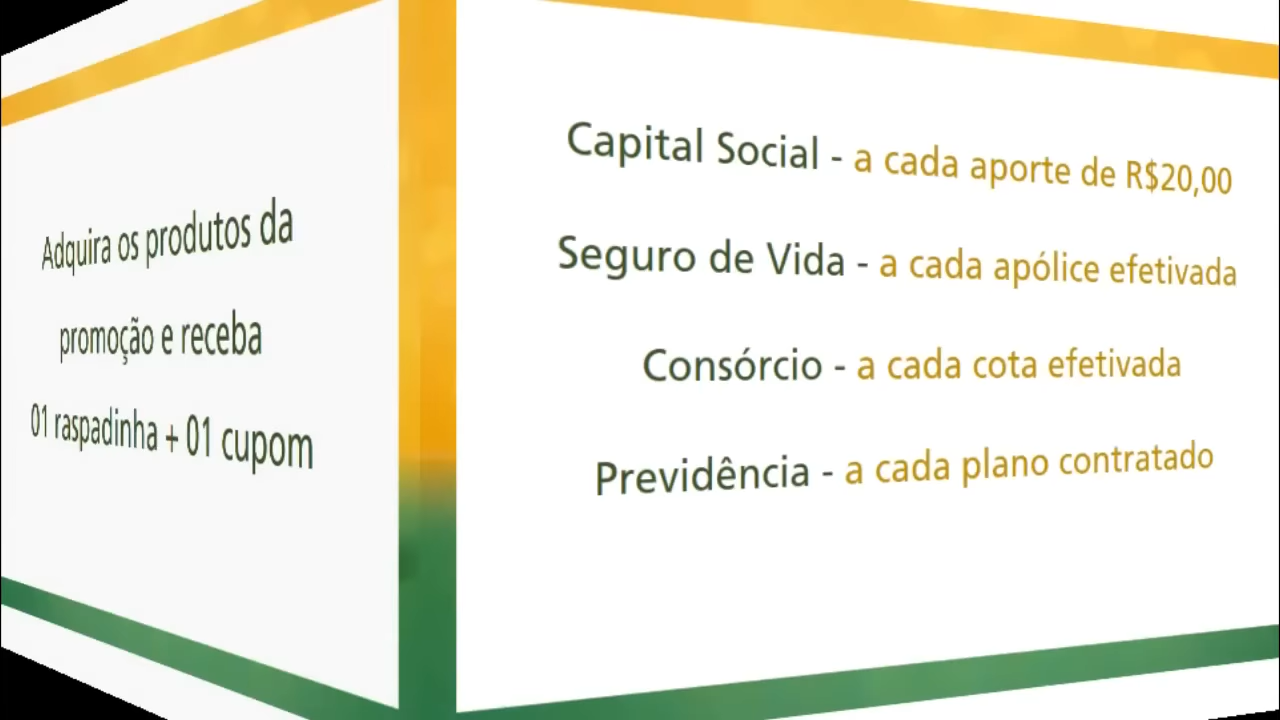 Adquira os produtos da
promoção e receba
01 raspadinha + 01 cupom
Capital Social - a cada aporte de R$20,00
Seguro de Vida - a cada apólice efetivada
Consórcio - a cada cota efetivada
Previdência - a cada plano contratado